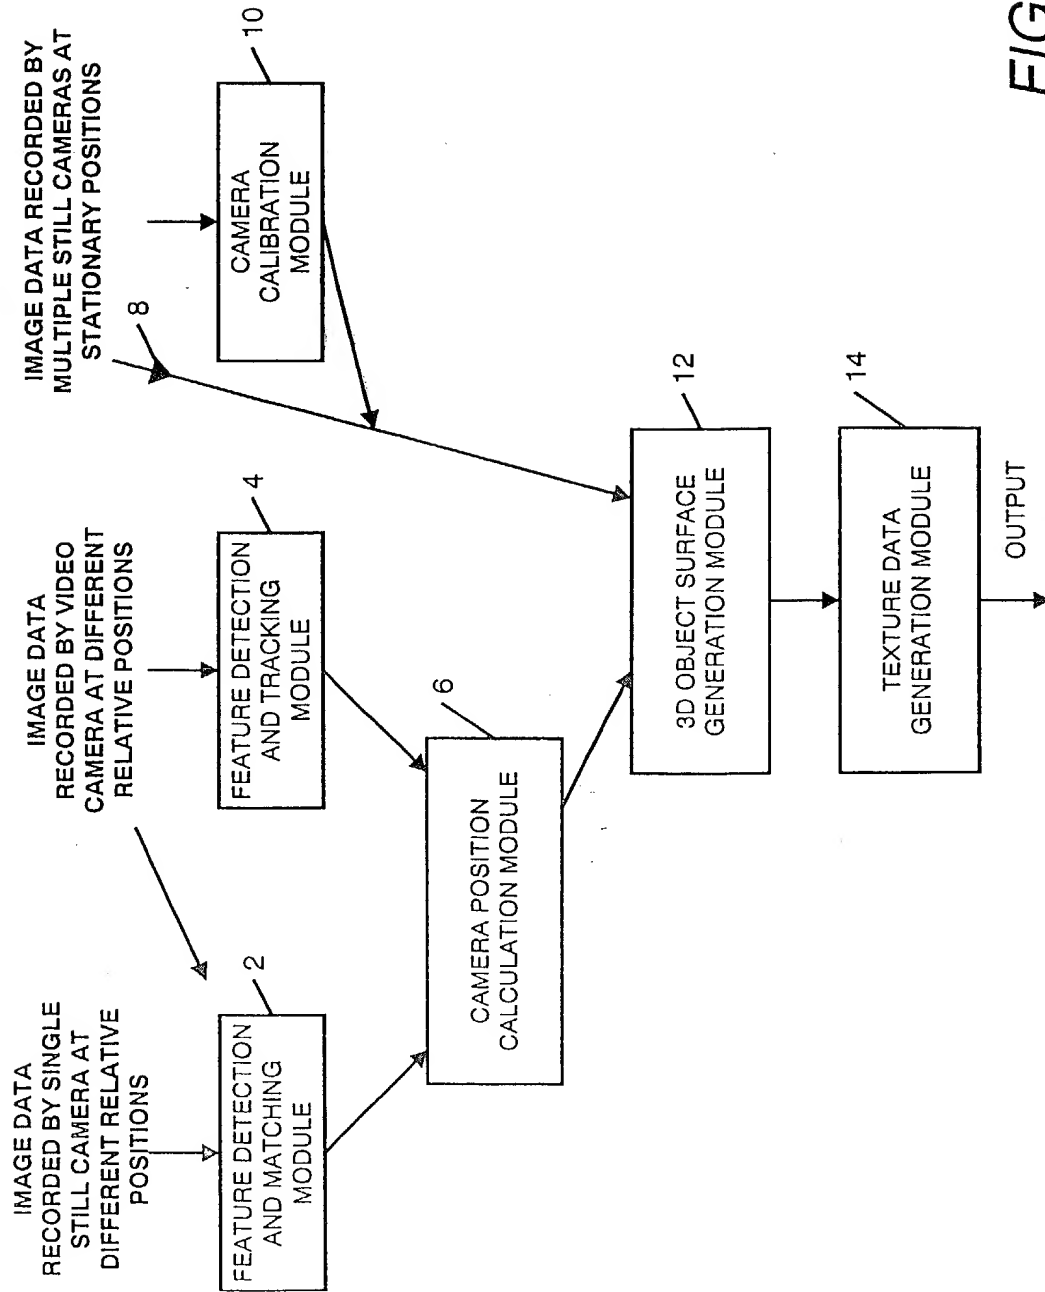 IMAGE DATA
RECORDED BY SINGLE
STILL CAMERA AT
DIFFERENT RELATIVE
POSITIONS
IMAGE DATA
RECORDED BY VIDEO
CAMERA AT DIFFERENT
RELATIVE POSITIONS
IMAGE DATA RECORDED BY
MULTIPLE STILL CAMERAS AT
STATIONARY POSITIONS
8
2
FEATURE DETECTION
AND MATCHING
MODULE
4
FEATURE DETECTION
AND TRACKING
MODULE
10
CAMERA
CALIBRATION
MODULE
6
CAMERA POSITION
CALCULATION MODULE
12
3D OBJECT SURFACE
GENERATION MODULE
14
TEXTURE DATA
GENERATION MODULE
OUTPUT
FIG